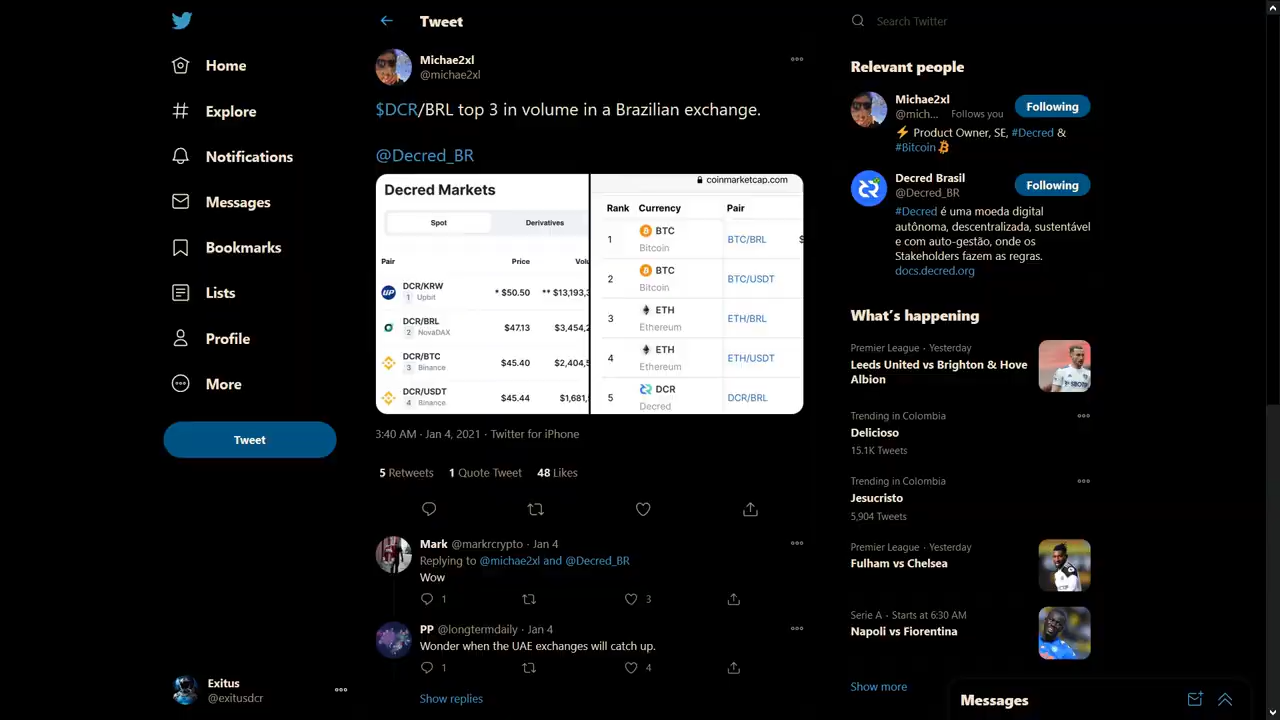 Home
Explore
Notifications
Messages
Bookmarks
Lists
Profile
More
Tweet
Exitus
@exitusdcr
Tweet
Michae2xl
@michae2xl
$DCR/BRL top 3 in volume in a Brazilian exchange.
@Decred_BR
Decred Markets
Spot Derivatives
Pair Price Volu
DCR/KRW
1 Upbit
* $50.50 ** $13,193,3
DCR/BRL
2 NovaDAX
$47.13 $3,454,2
DCR/BTC
3 Binance
$45.40 $2,404,5
DCR/USDT
4 Binance
$45.44 $1,681,
coinmarketcap.com
Rank Currency Pair
1 BTC BTC/BRL $
Bitcoin
2 BTC BTC/USDT
Bitcoin
3 ETH ETH/BRL
Ethereum
4 ETH ETH/USDT
Ethereum
5 DCR DCR/BRL
Decred
3:40 AM · Jan 4, 2021 · Twitter for iPhone
5 Retweets 1 Quote Tweet 48 Likes
Mark @markrcrypto · Jan 4
Replying to @michae2xl and @Decred_BR
Wow
1 3
PP @longtermdaily · Jan 4
Wonder when the UAE exchanges will catch up.
1 4
Show replies
Search Twitter
Relevant people
Michae2xl
@mich... Follows you
Following
⚡ Product Owner, SE, #Decred &
#Bitcoin
Decred Brasil
@Decred_BR
Following
#Decred é uma moeda digital
autônoma, descentralizada, sustentável
e com auto-gestão, onde os
Stakeholders fazem as regras.
docs.decred.org
What's happening
Premier League · Yesterday
Leeds United vs Brighton & Hove
Albion
Trending in Colombia
Delicioso
15.1K Tweets
Trending in Colombia
Jesucristo
5,904 Tweets
Premier League · Yesterday
Fulham vs Chelsea
Serie A · Starts at 6:30 AM
Napoli vs Fiorentina
Show more
Messages